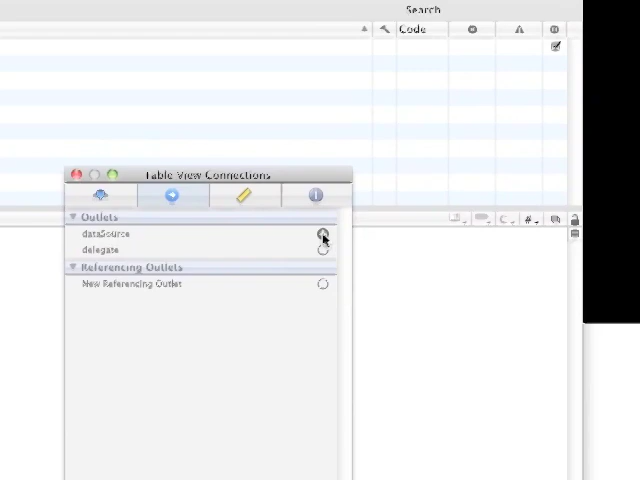 Search
Code
Table View Connections
Outlets
dataSource
delegate
Referencing Outlets
New Referencing Outlet